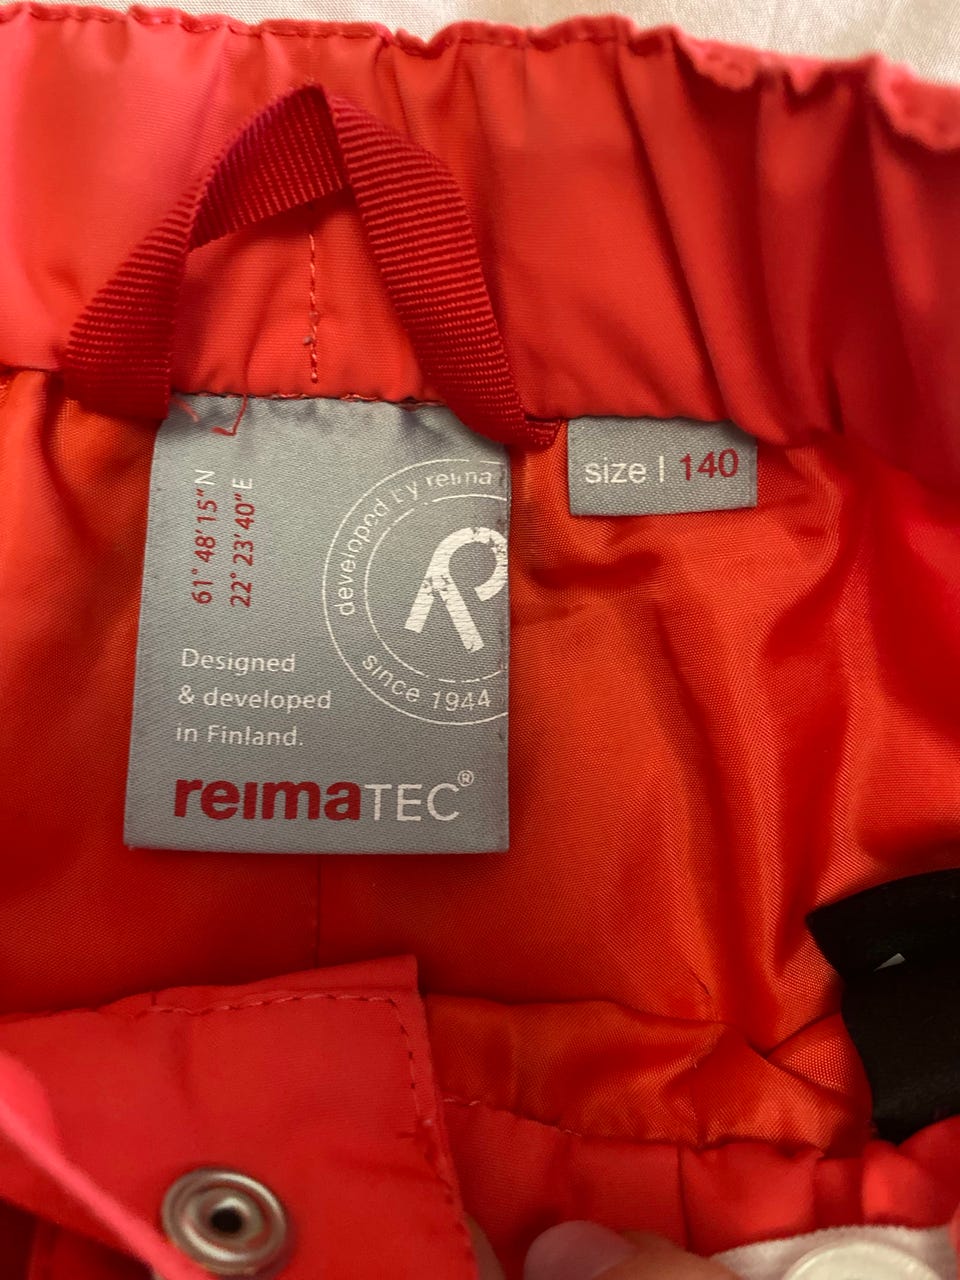 61° 48' 15" N
22° 23' 40" E
developed by reima
since 1944
R
Designed
& developed
in Finland.
reimaTEC®
size | 140